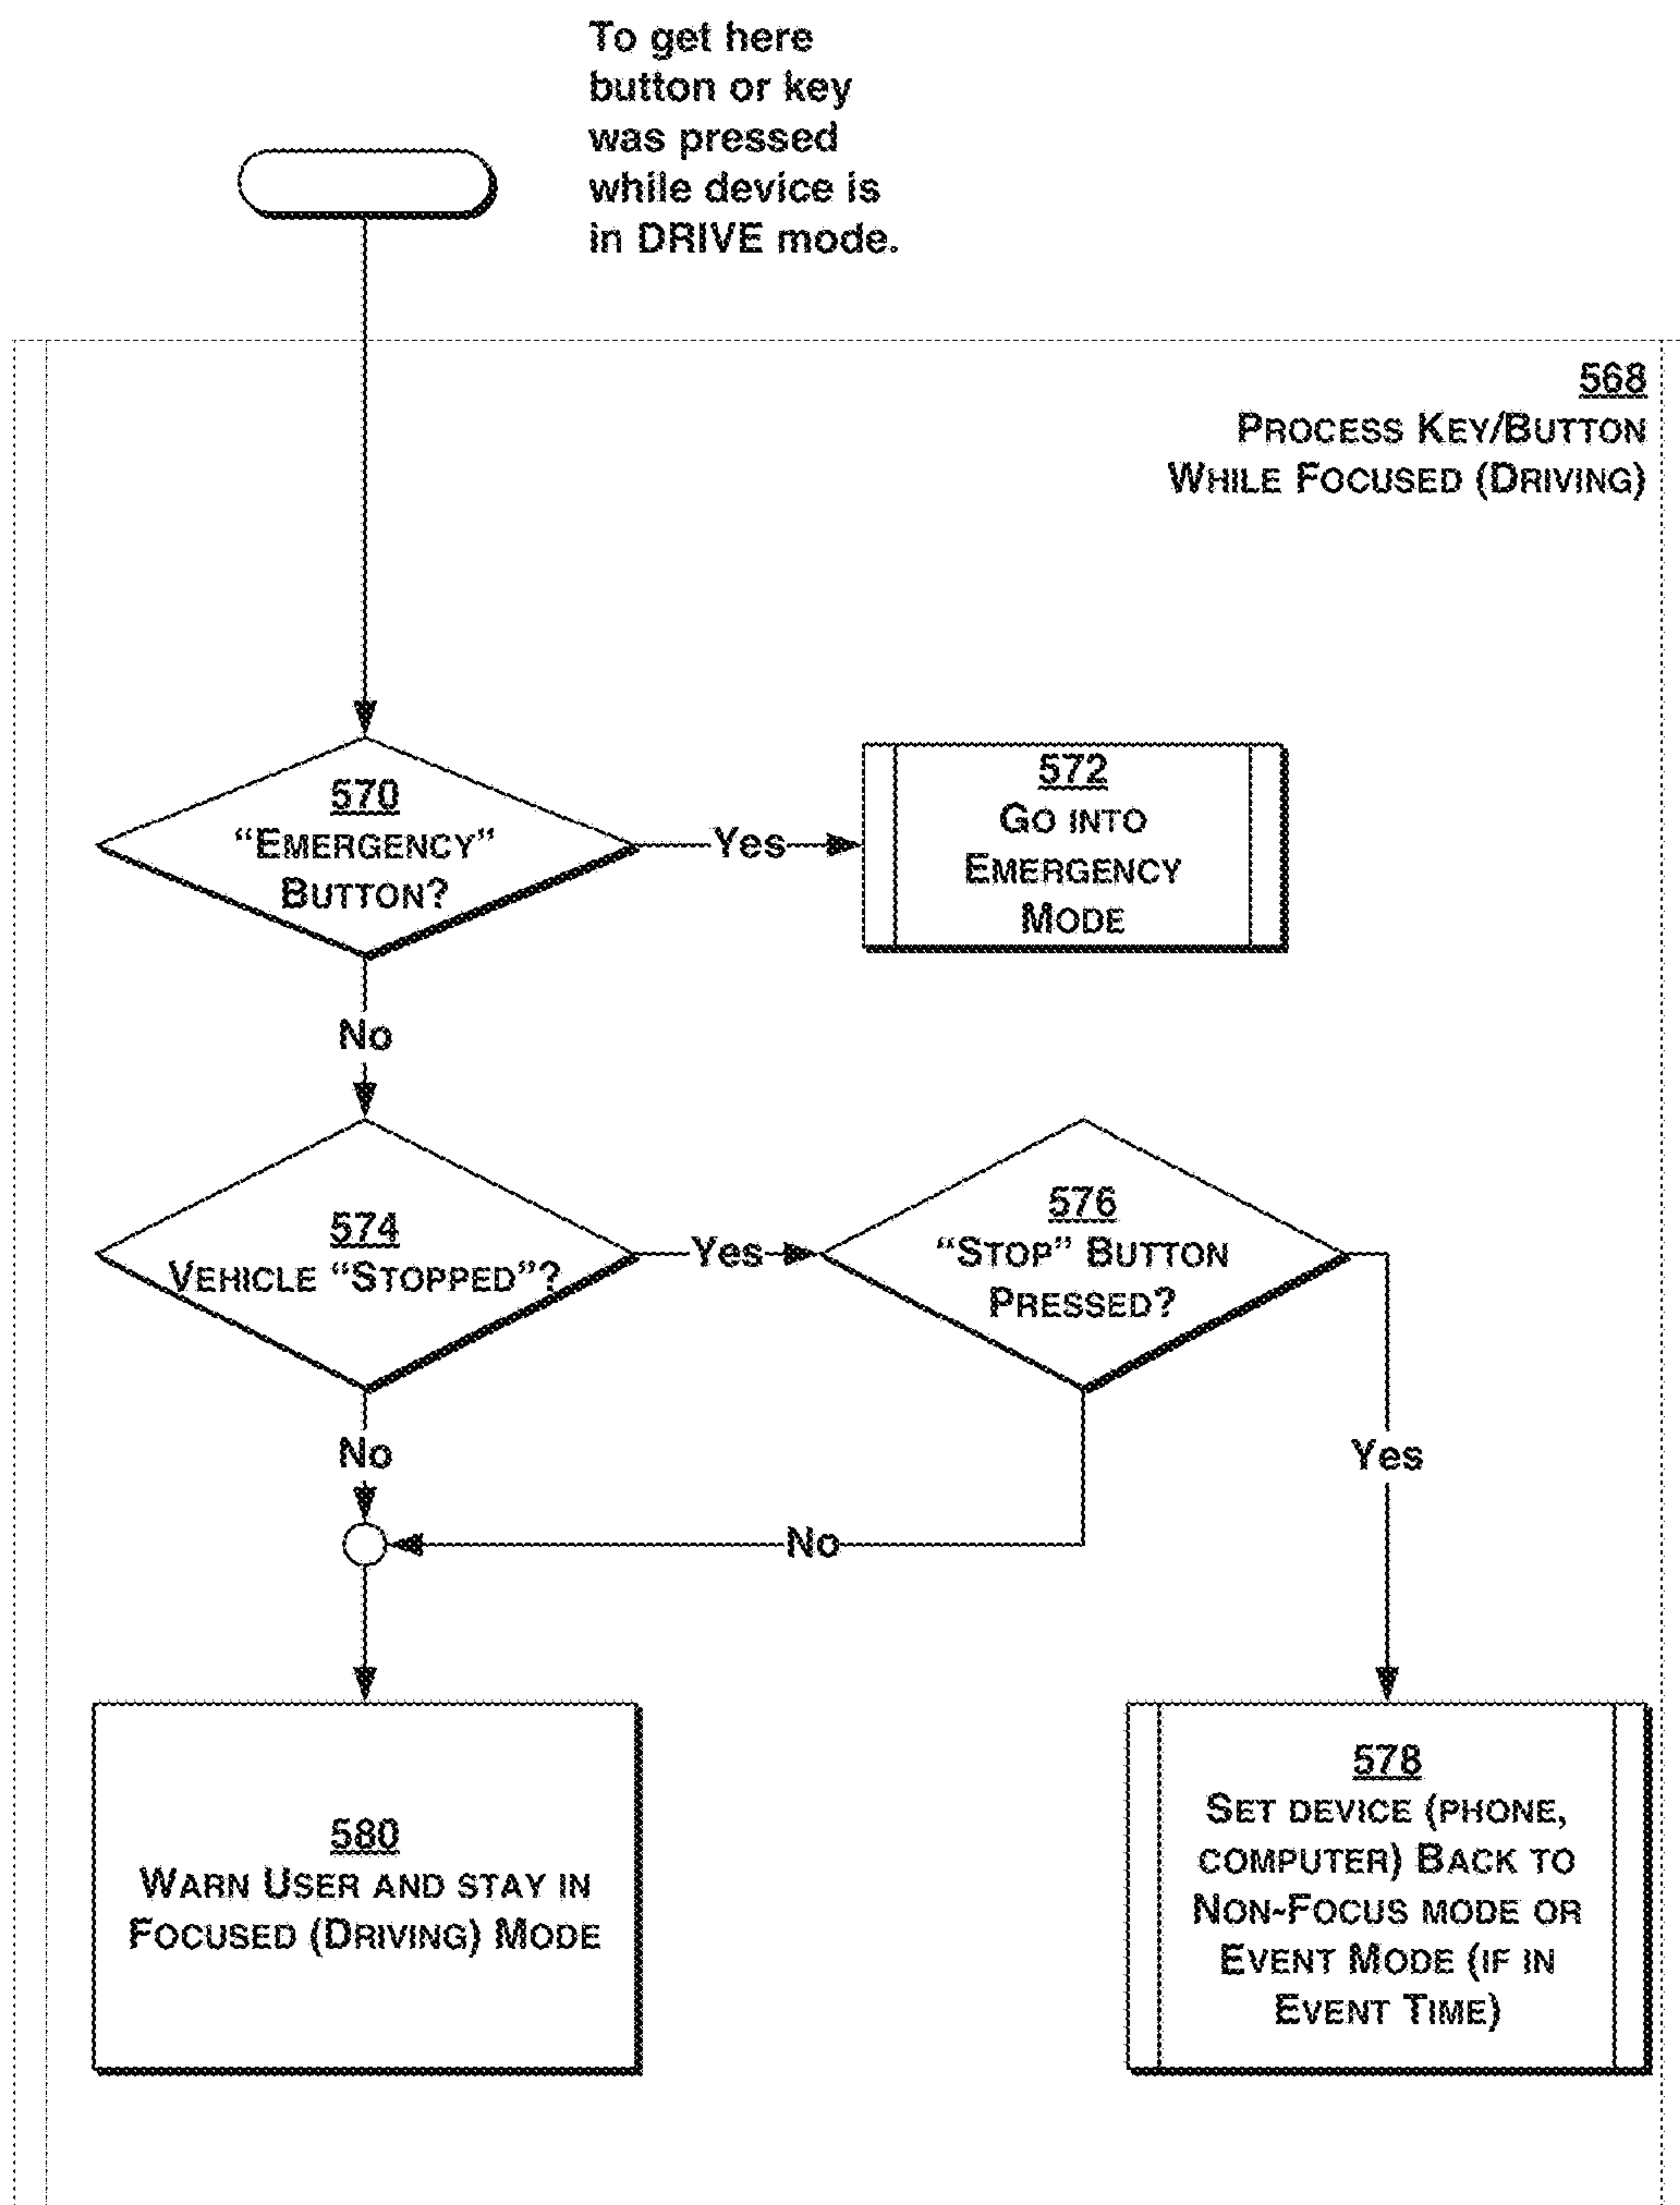 To get here
button or key
was pressed
while device is
in DRIVE mode.
568
PROCESS KEY/BUTTON
WHILE FOCUSED (DRIVING)
570
“EMERGENCY”
BUTTON?
Yes
572
GO INTO
EMERGENCY
MODE
No
574
VEHICLE “STOPPED”?
Yes
576
“STOP” BUTTON
PRESSED?
No
Yes
No
580
WARN USER AND STAY IN
FOCUSED (DRIVING) MODE
578
SET DEVICE (PHONE,
COMPUTER) BACK TO
NON-FOCUS MODE OR
EVENT MODE (IF IN
EVENT TIME)